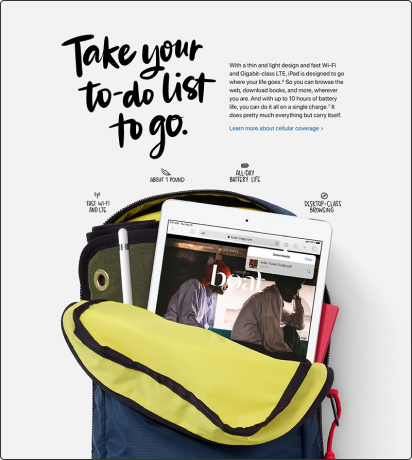 Take your
to-do list
to go.
With a thin and light design and fast Wi-Fi
and Gigabit-class LTE, iPad is designed to go
where your life goes.⁵ So you can browse the
web, download books, and more, wherever
you are. And with up to 10 hours of battery
life, you can do it all on a single charge.⁷ It
does pretty much everything but carry itself.
Learn more about cellular coverage ›
ABOUT 1 POUND
ALL-DAY
BATTERY LIFE
FAST WI-FI
AND LTE
DESKTOP-CLASS
BROWSING
Downloads
boat